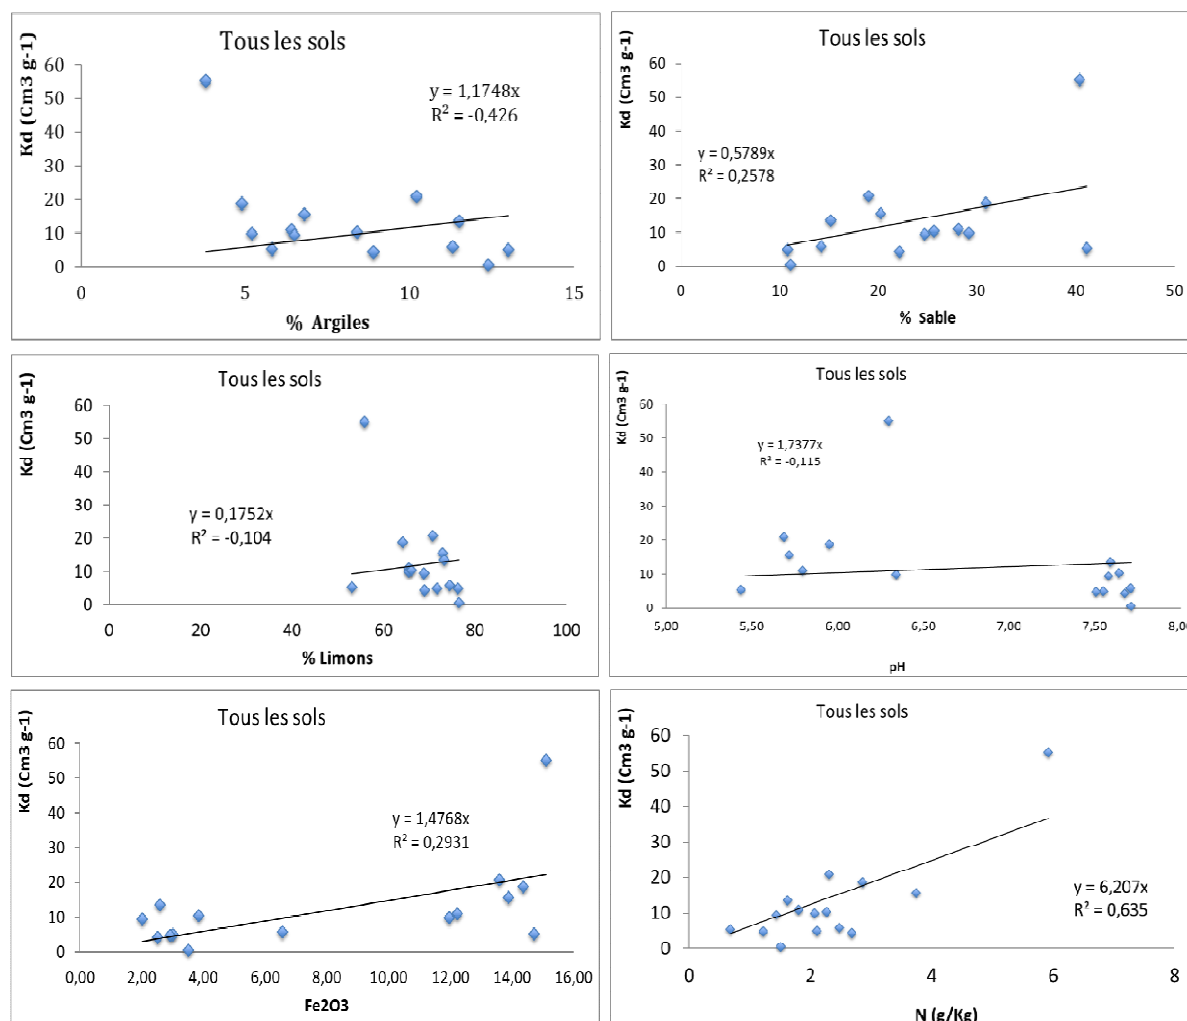 Tous les sols
Kd (Cm3 g-1)
60
50
40
30
20
10
0
y = 1,1748x
R² = -0,426
0 5 10 15
% Argiles
Tous les sols
Kd (Cm3 g-1)
60
50
40
30
20
10
0
y = 0,5789x
R² = 0,2578
0 10 20 30 40 50
% Sable
Tous les sols
Kd (Cm3 g-1)
60
50
40
30
20
10
0
y = 0,1752x
R² = -0,104
0 20 40 60 80 100
% Limons
Tous les sols
Kd (Cm3 g-1)
60
50
40
30
20
10
0
y = 1,7377x
R² = -0,115
5,00 5,50 6,00 6,50 7,00 7,50 8,00
pH
Tous les sols
Kd (Cm3 g-1)
60
50
40
30
20
10
0
y = 1,4768x
R² = 0,2931
0,00 2,00 4,00 6,00 8,00 10,00 12,00 14,00 16,00
Fe2O3
Tous les sols
Kd (Cm3 g-1)
60
50
40
30
20
10
0
y = 6,207x
R² = 0,635
0 2 4 6 8
N (g/Kg)